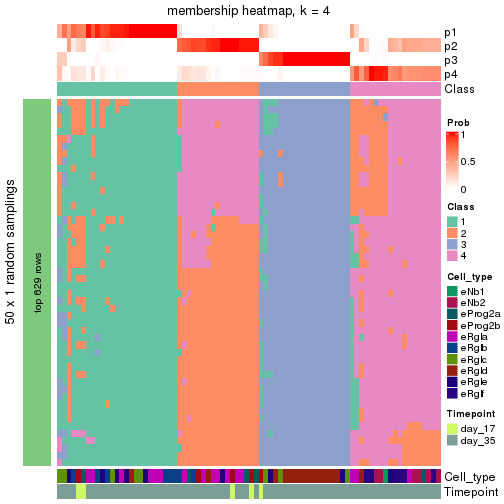 membership heatmap, k = 4
p1
p2
p3
p4
Class
50 x 1 random samplings
top 629 rows
Prob
1
0.5
0
Class
1
2
3
4
Cell_type
eNb1
eNb2
eProg2a
eProg2b
eRgla
eRglb
eRglc
eRgld
eRgle
eRglf
Timepoint
day_17
day_35
Cell_type
Timepoint